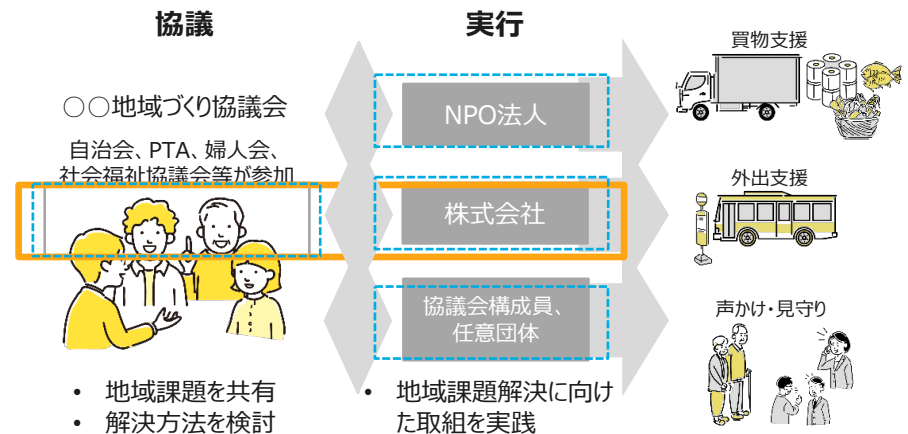 協議
実行
○○地域づくり協議会
自治会、PTA、婦人会、
社会福祉協議会等が参加
• 地域課題を共有
• 解決方法を検討
NPO法人
株式会社
協議会構成員、
任意団体
• 地域課題解決に向け
た取組を実践
買物支援
外出支援
声かけ・見守り